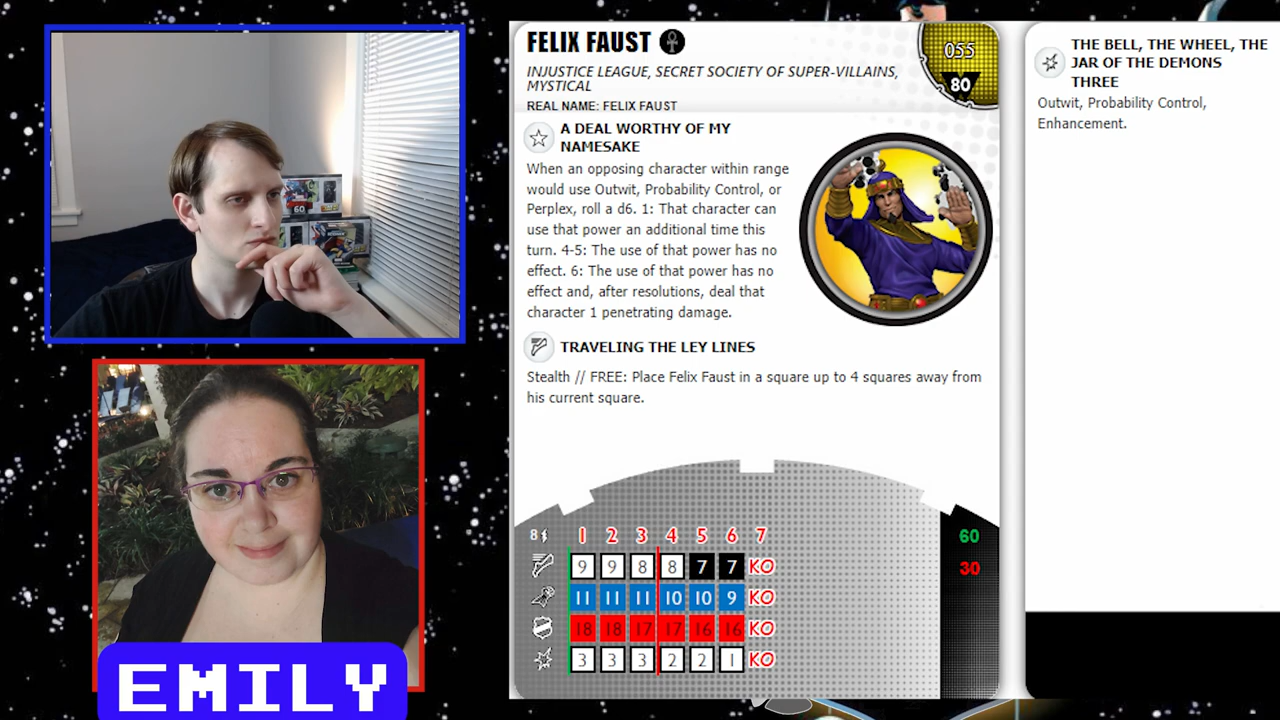 FELIX FAUST
055
80
INJUSTICE LEAGUE, SECRET SOCIETY OF SUPER-VILLAINS,
MYSTICAL
REAL NAME: FELIX FAUST
A DEAL WORTHY OF MY
NAMESAKE
When an opposing character within range
would use Outwit, Probability Control, or
Perplex, roll a d6. 1: That character can
use that power an additional time this
turn. 4-5: The use of that power has no
effect. 6: The use of that power has no
effect and, after resolutions, deal that
character 1 penetrating damage.
TRAVELING THE LEY LINES
Stealth // FREE: Place Felix Faust in a square up to 4 squares away from
his current square.
8 1 2 3 4 5 6 7
9 9 8 8 7 7 KO
11 11 11 10 10 9 KO
18 18 17 17 16 16 KO
3 3 3 2 2 1 KO
60
30
THE BELL, THE WHEEL, THE
JAR OF THE DEMONS
THREE
Outwit, Probability Control,
Enhancement.
60
EMILY